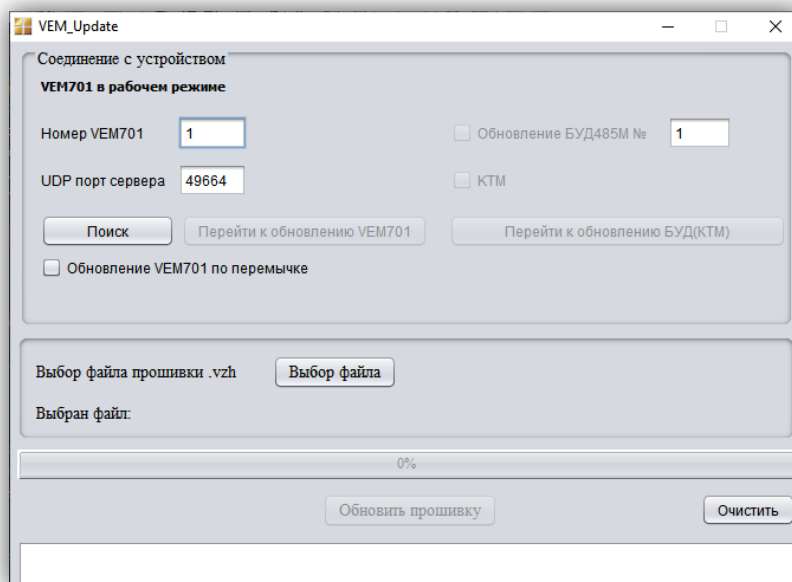 VEM_Update
Соединение с устройством
VEM701 в рабочем режиме
Номер VEM701 1 Обновление БУД485М № 1
UDP порт сервера 49664 КТМ
Поиск Перейти к обновлению VEM701 Перейти к обновлению БУД(КТМ)
Обновление VEM701 по перемычке
Выбор файла прошивки .vzh Выбор файла
Выбран файл:
0%
Обновить прошивку Очистить